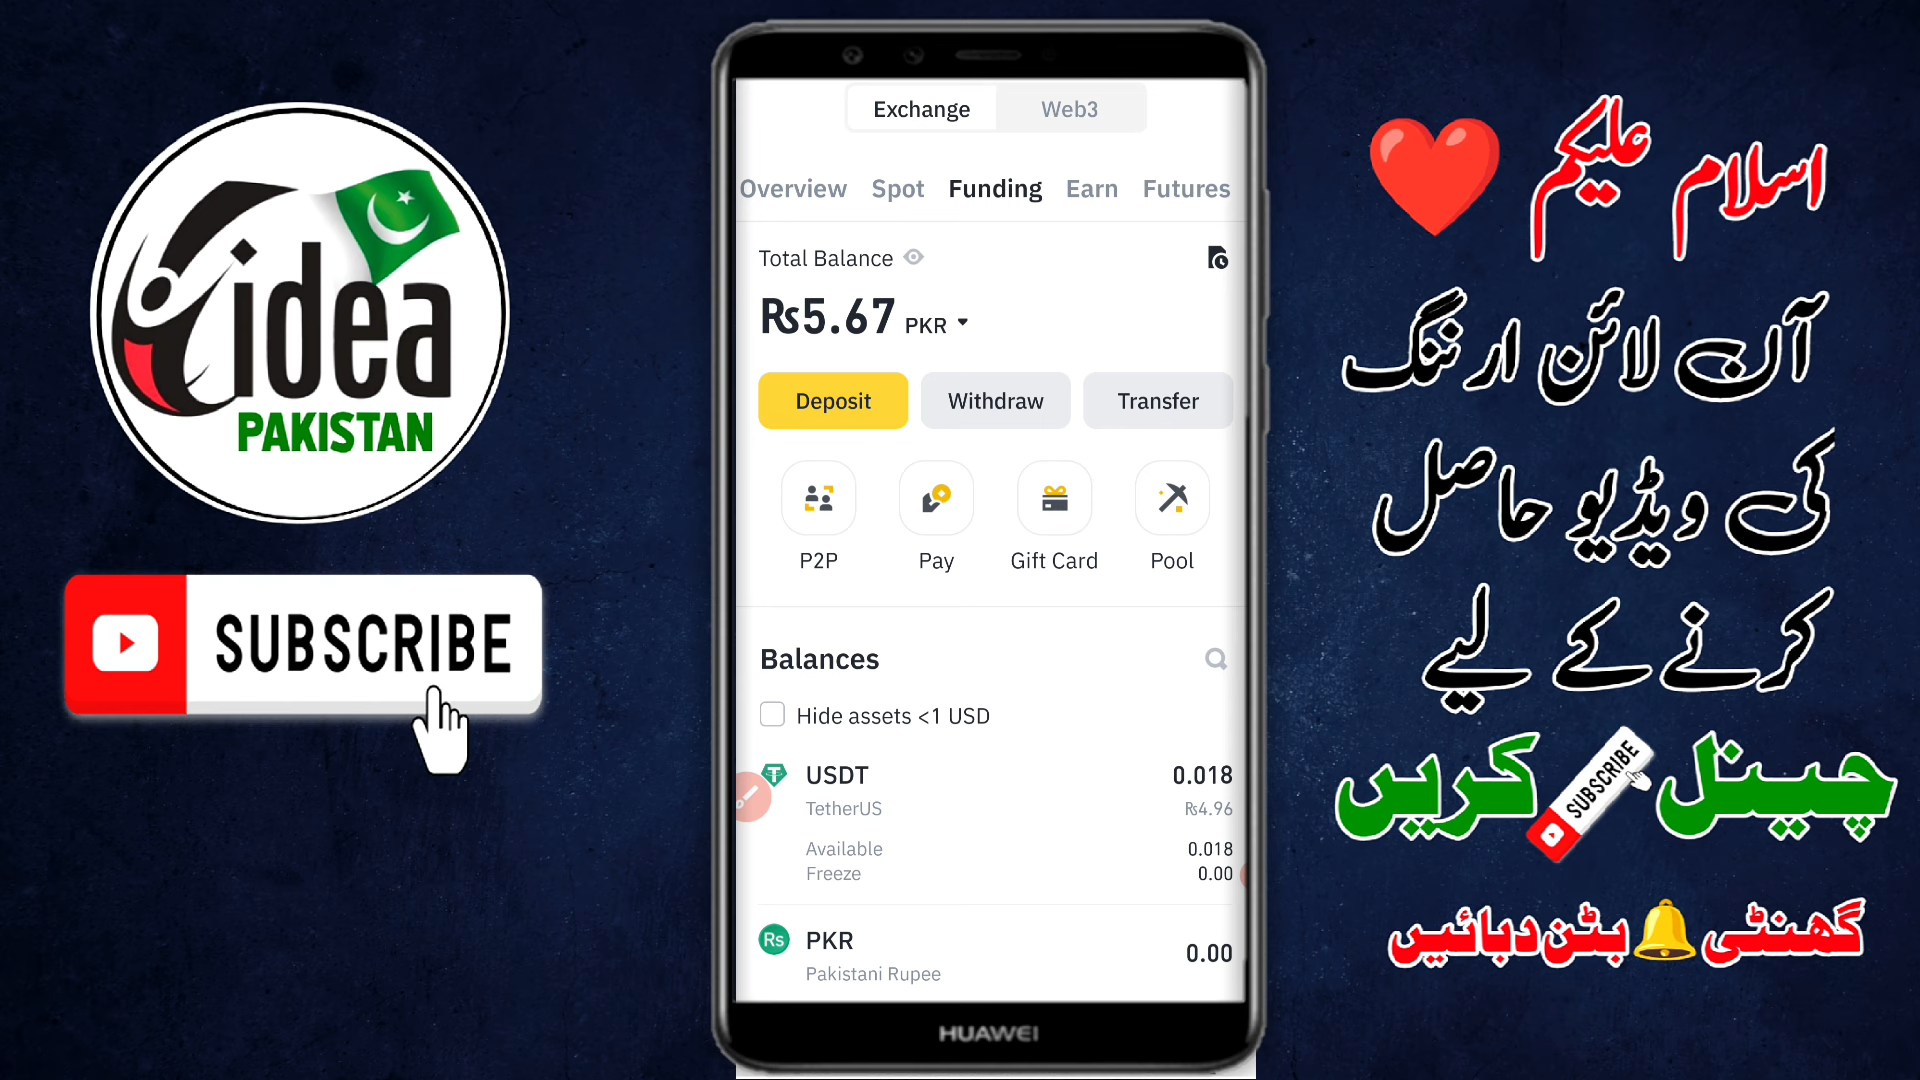 idea
PAKISTAN
SUBSCRIBE
Exchange Web3
Overview Spot Funding Earn Futures
Total Balance
Rs5.67 PKR
Deposit Withdraw Transfer
P2P Pay Gift Card Pool
Balances
Hide assets <1 USD
USDT 0.018
TetherUS Rs4.96
Available 0.018
Freeze 0.00
Rs PKR 0.00
Pakistani Rupee
HUAWEI
اسلام علیکم
آن لائن ارننگ
کی ویڈیو حاصل
کرنے کے لیے
چینل SUBSCRIBE کریں
گھنٹی بٹن دبائیں